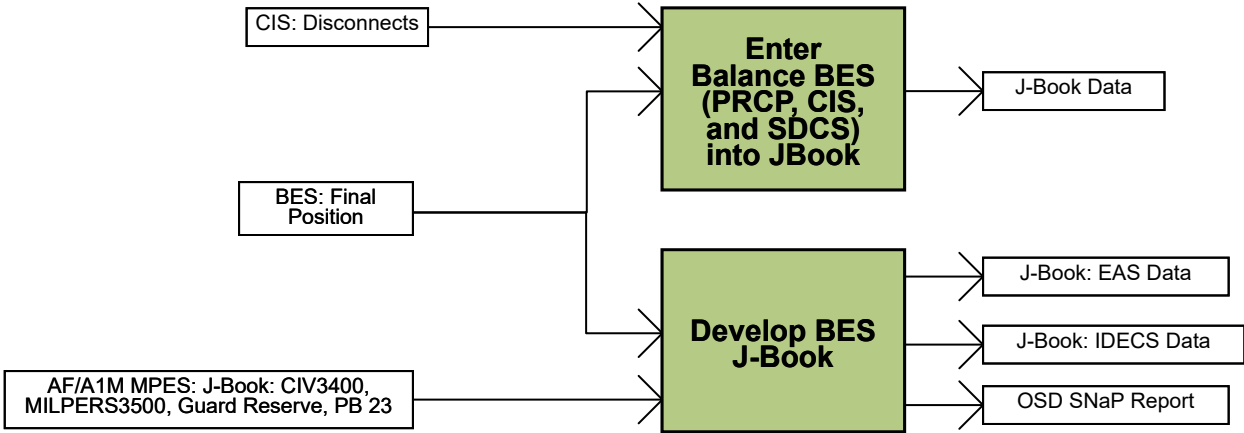 CIS: Disconnects
Enter
Balance BES
(PRCP, CIS,
and SDCS)
into JBook
J-Book Data
BES: Final
Position
Develop BES
J-Book
J-Book: EAS Data
J-Book: IDECS Data
OSD SNaP Report
AF/A1M MPES: J-Book: CIV3400,
MILPERS3500, Guard Reserve, PB 23